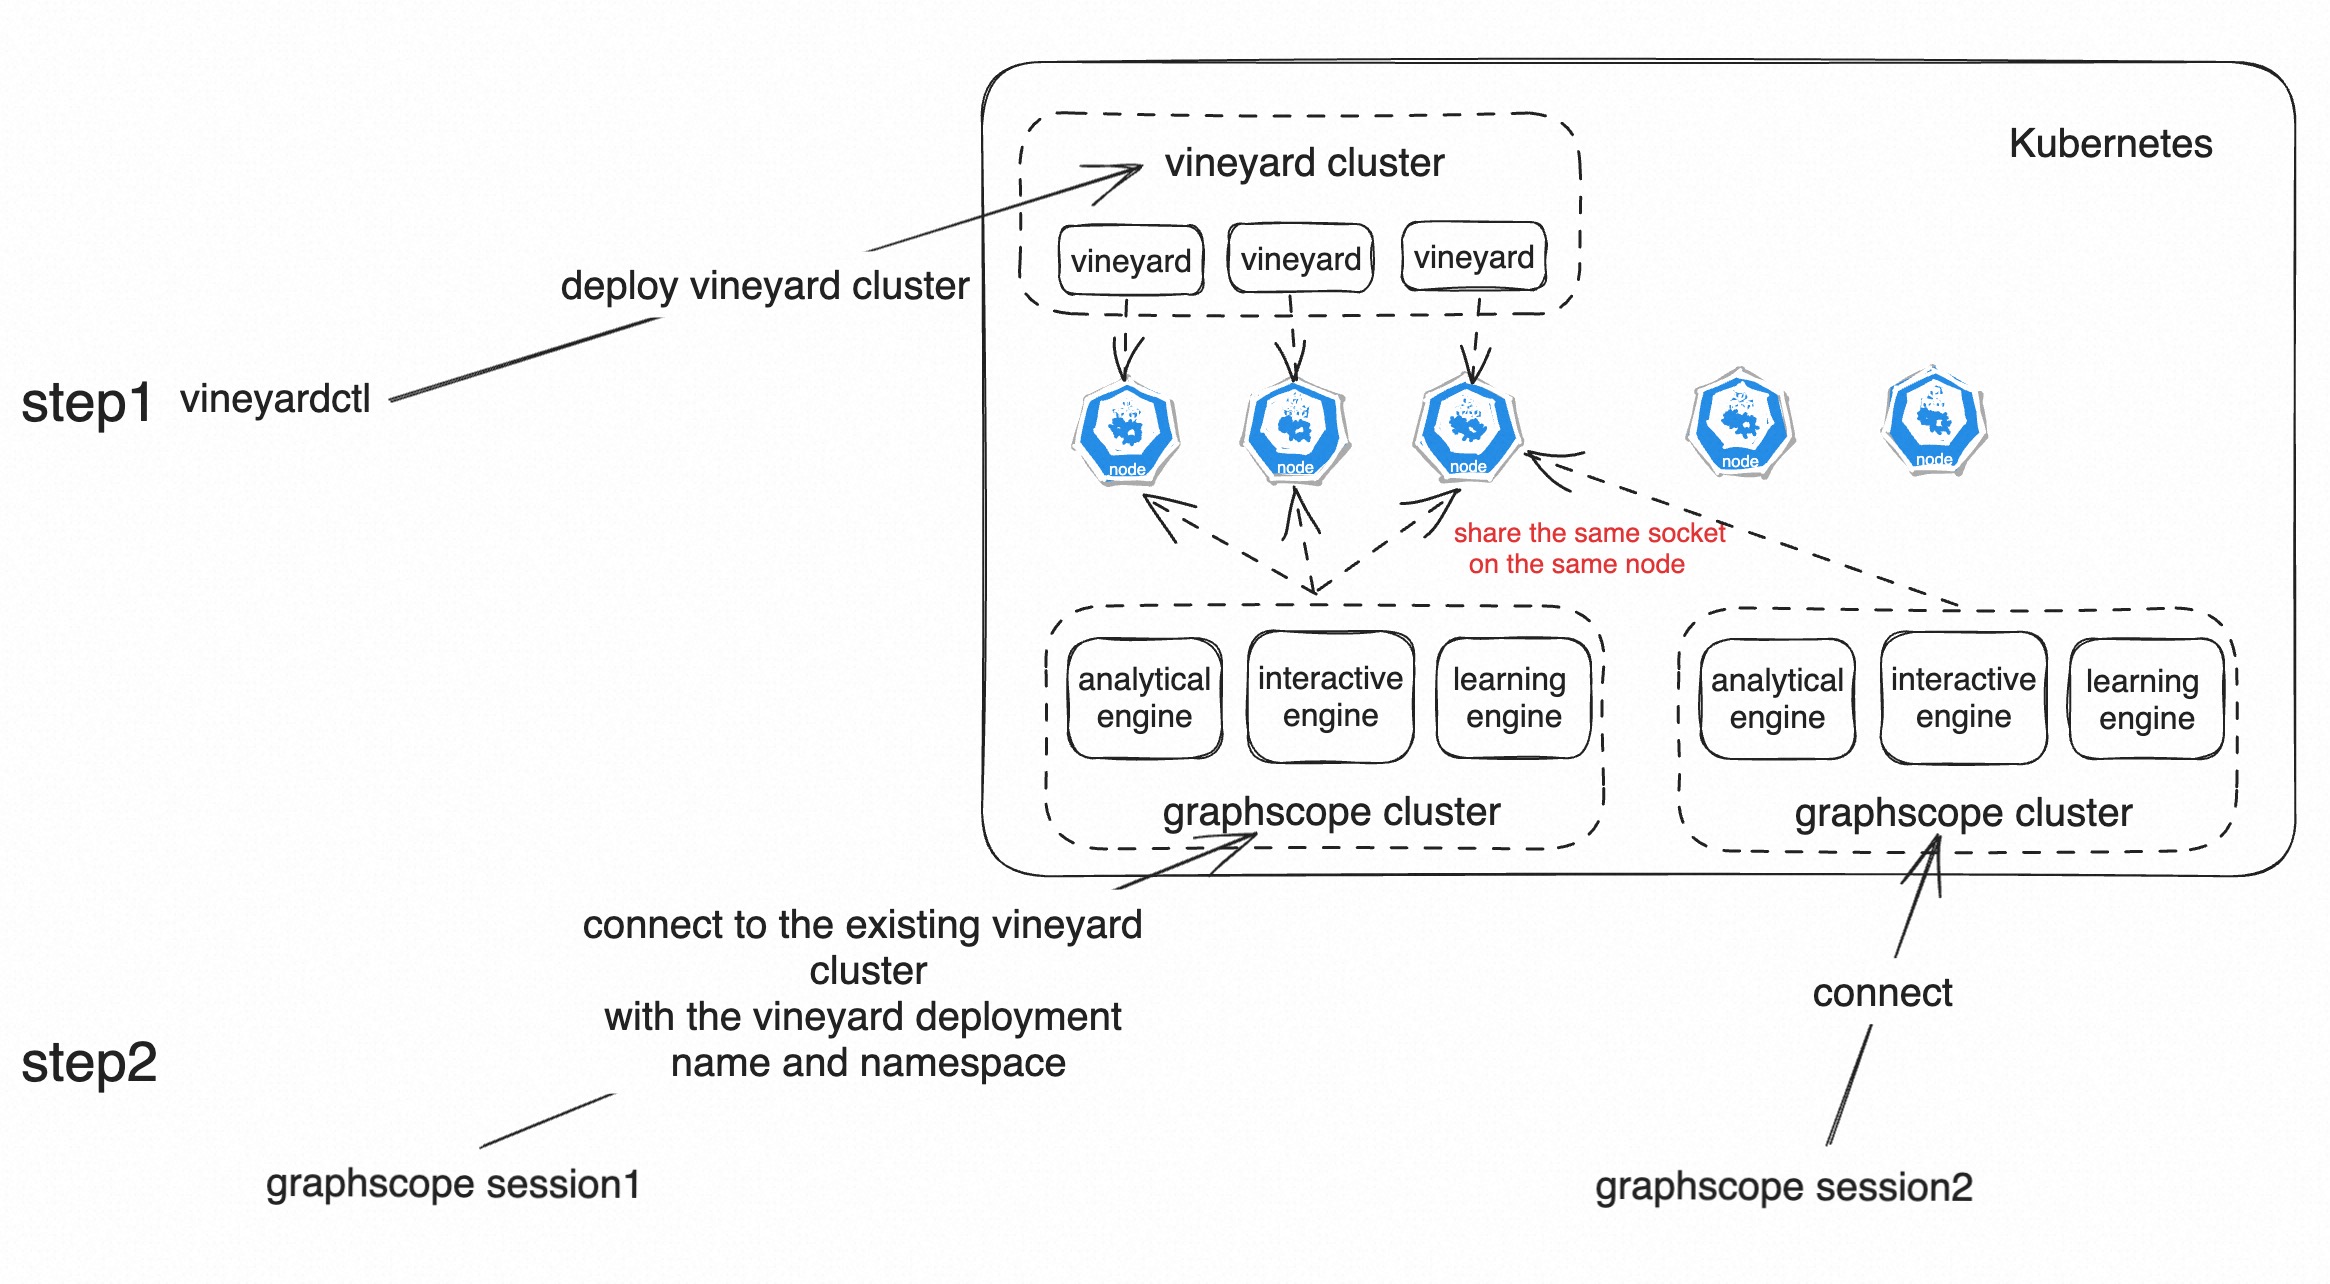 Kubernetes
vineyard cluster
vineyard
vineyard
vineyard
deploy vineyard cluster
step1
vineyardctl
node
node
node
node
node
share the same socket
on the same node
analytical
engine
interactive
engine
learning
engine
graphscope cluster
analytical
engine
interactive
engine
learning
engine
graphscope cluster
connect to the existing vineyard
cluster
with the vineyard deployment
name and namespace
connect
step2
graphscope session1
graphscope session2